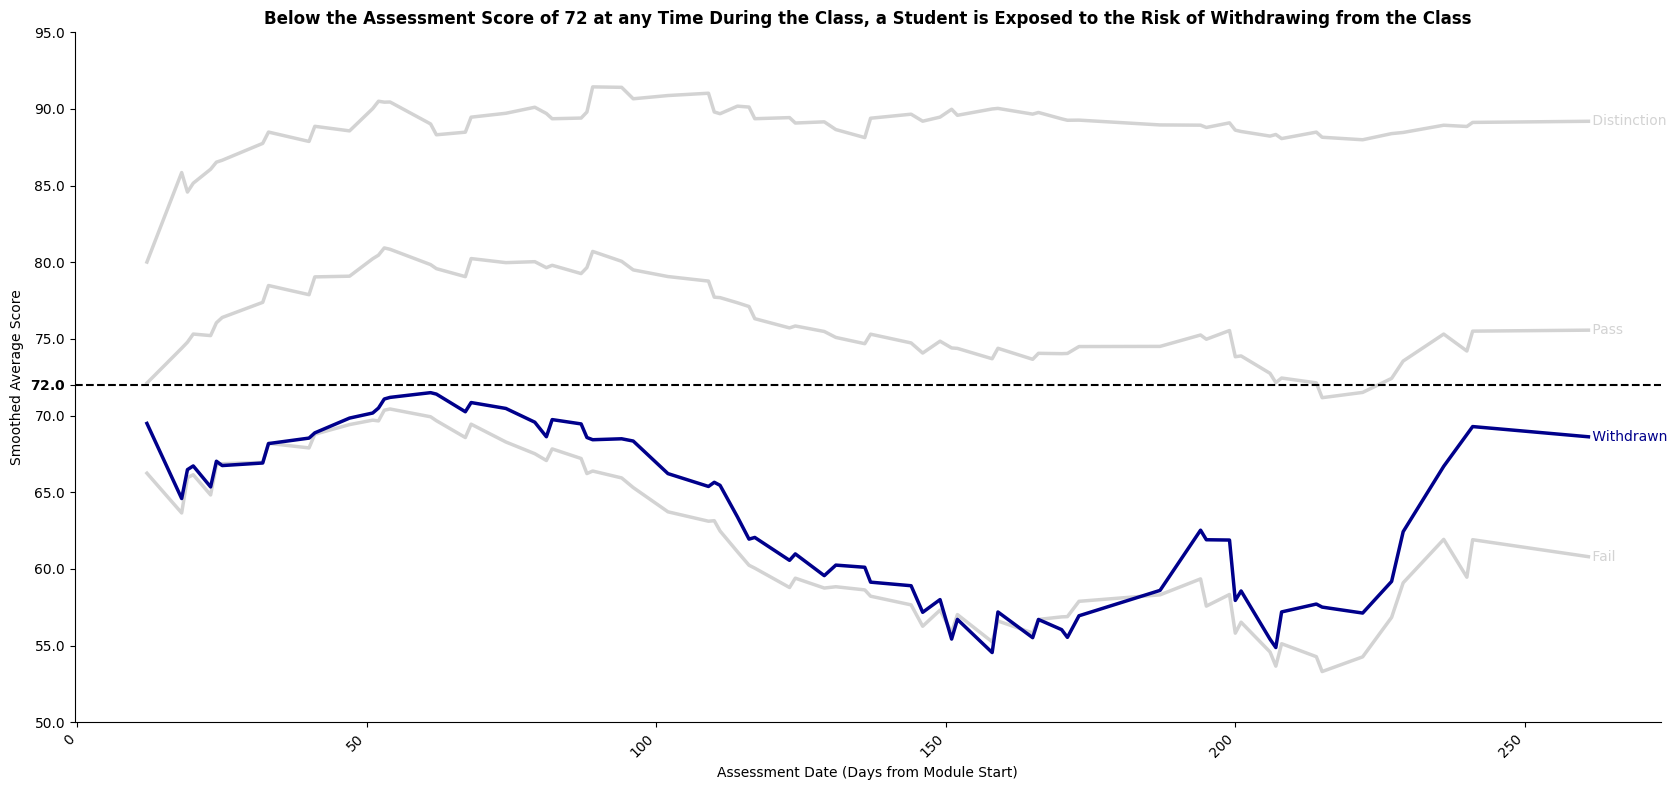 Below the Assessment Score of 72 at any Time During the Class, a Student is Exposed to the Risk of Withdrawing from the Class
95.0
90.0
85.0
80.0
75.0
72.0
70.0
65.0
60.0
55.0
50.0
Smoothed Average Score
Distinction
Pass
Withdrawn
Fail
0
50
100
150
200
250
Assessment Date (Days from Module Start)